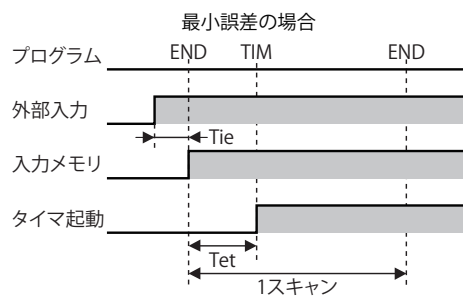 最小誤差の場合
プログラム END TIM END
外部入力
Tie
入力メモリ
タイマ起動
Tet
1スキャン